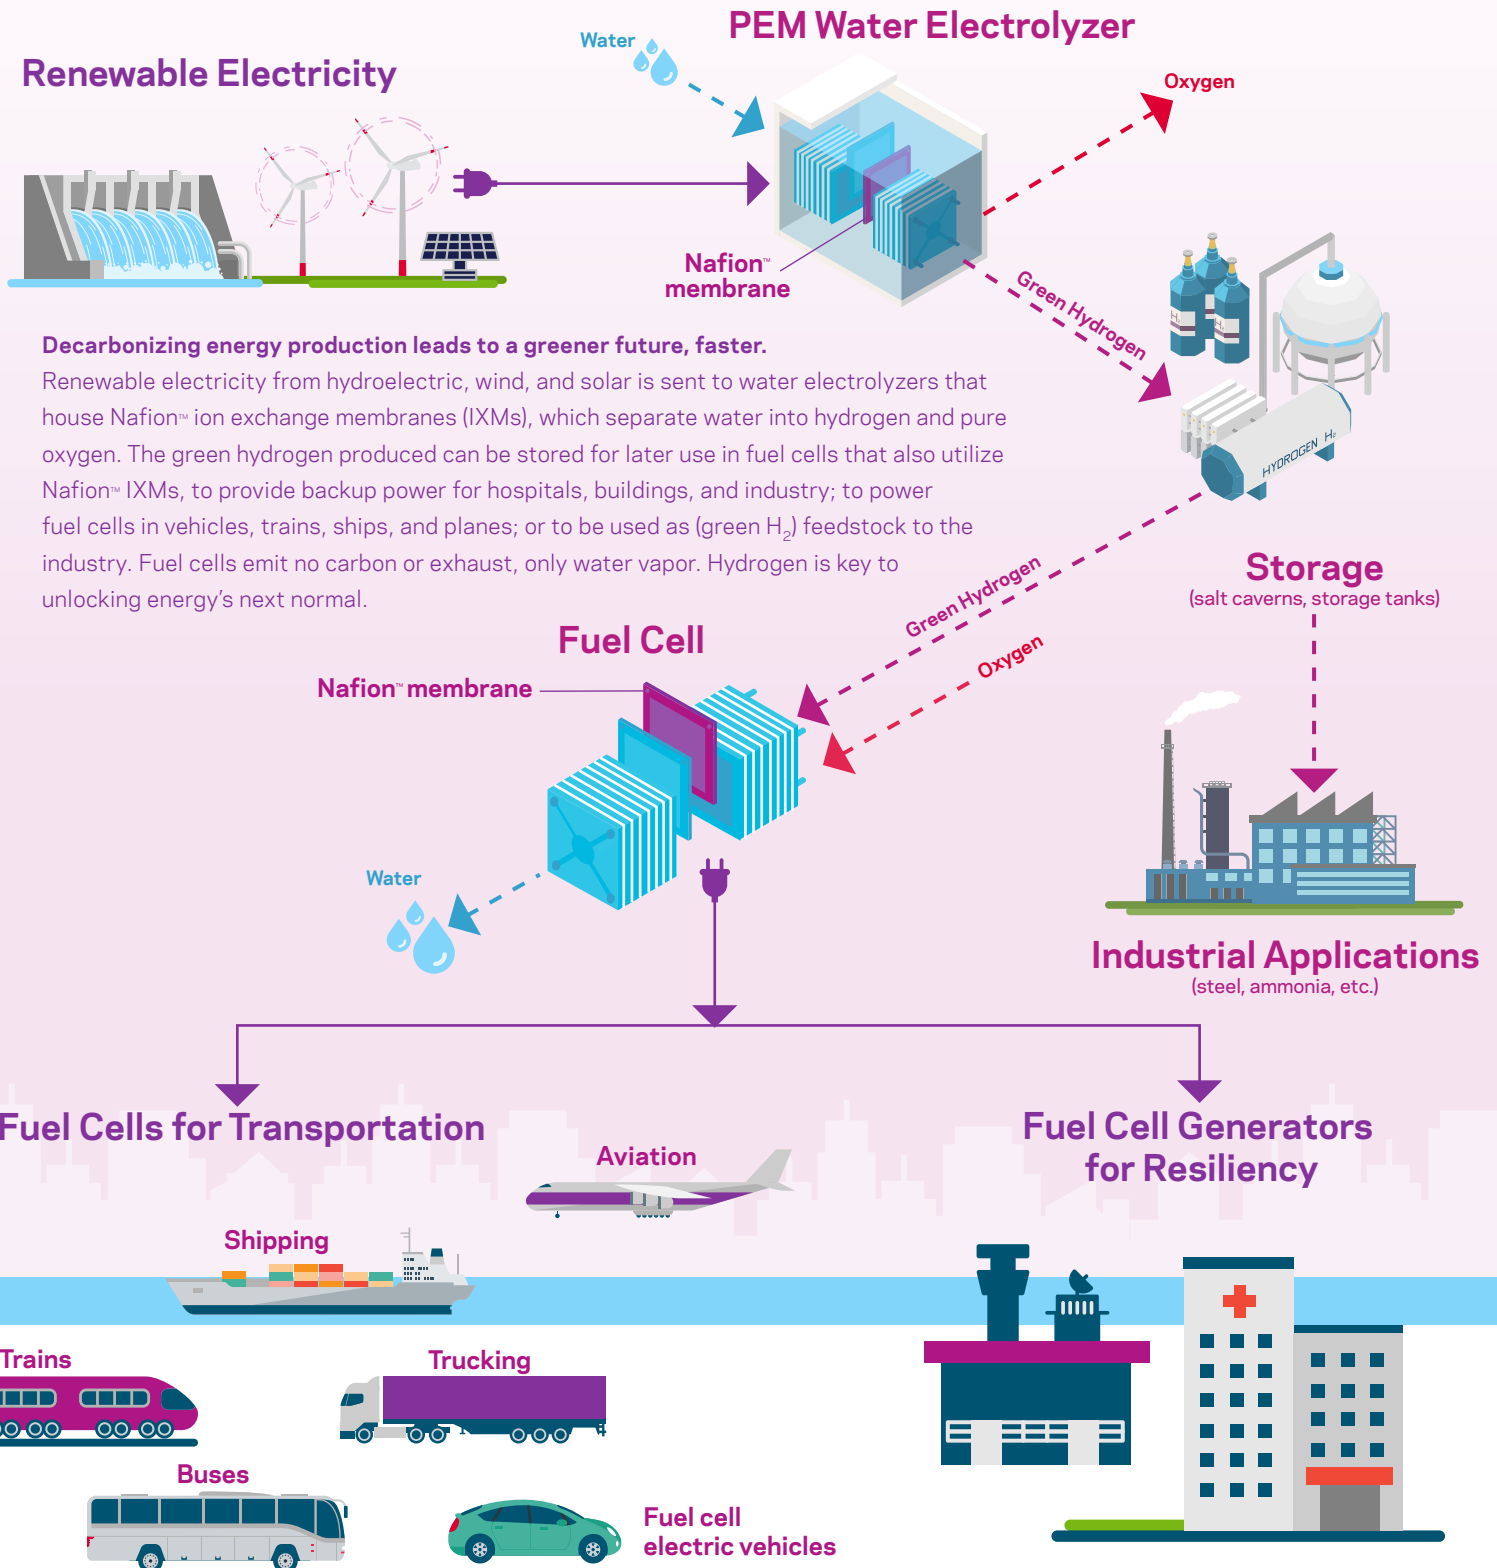 PEM Water Electrolyzer
Water
Renewable Electricity
Oxygen
Nafion™
membrane
Green Hydrogen
H₂
H₂
HYDROGEN H₂
Decarbonizing energy production leads to a greener future, faster.
Renewable electricity from hydroelectric, wind, and solar is sent to water electrolyzers that
house Nafion™ ion exchange membranes (IXMs), which separate water into hydrogen and pure
oxygen. The green hydrogen produced can be stored for later use in fuel cells that also utilize
Nafion™ IXMs, to provide backup power for hospitals, buildings, and industry; to power
fuel cells in vehicles, trains, ships, and planes; or to be used as (green H₂) feedstock to the
industry. Fuel cells emit no carbon or exhaust, only water vapor. Hydrogen is key to
unlocking energy's next normal.
Storage
(salt caverns, storage tanks)
Green Hydrogen
Oxygen
Fuel Cell
Nafion™ membrane
Water
Industrial Applications
(steel, ammonia, etc.)
Fuel Cells for Transportation
Fuel Cell Generators
for Resiliency
Aviation
Shipping
Trains
Trucking
Buses
Fuel cell
electric vehicles